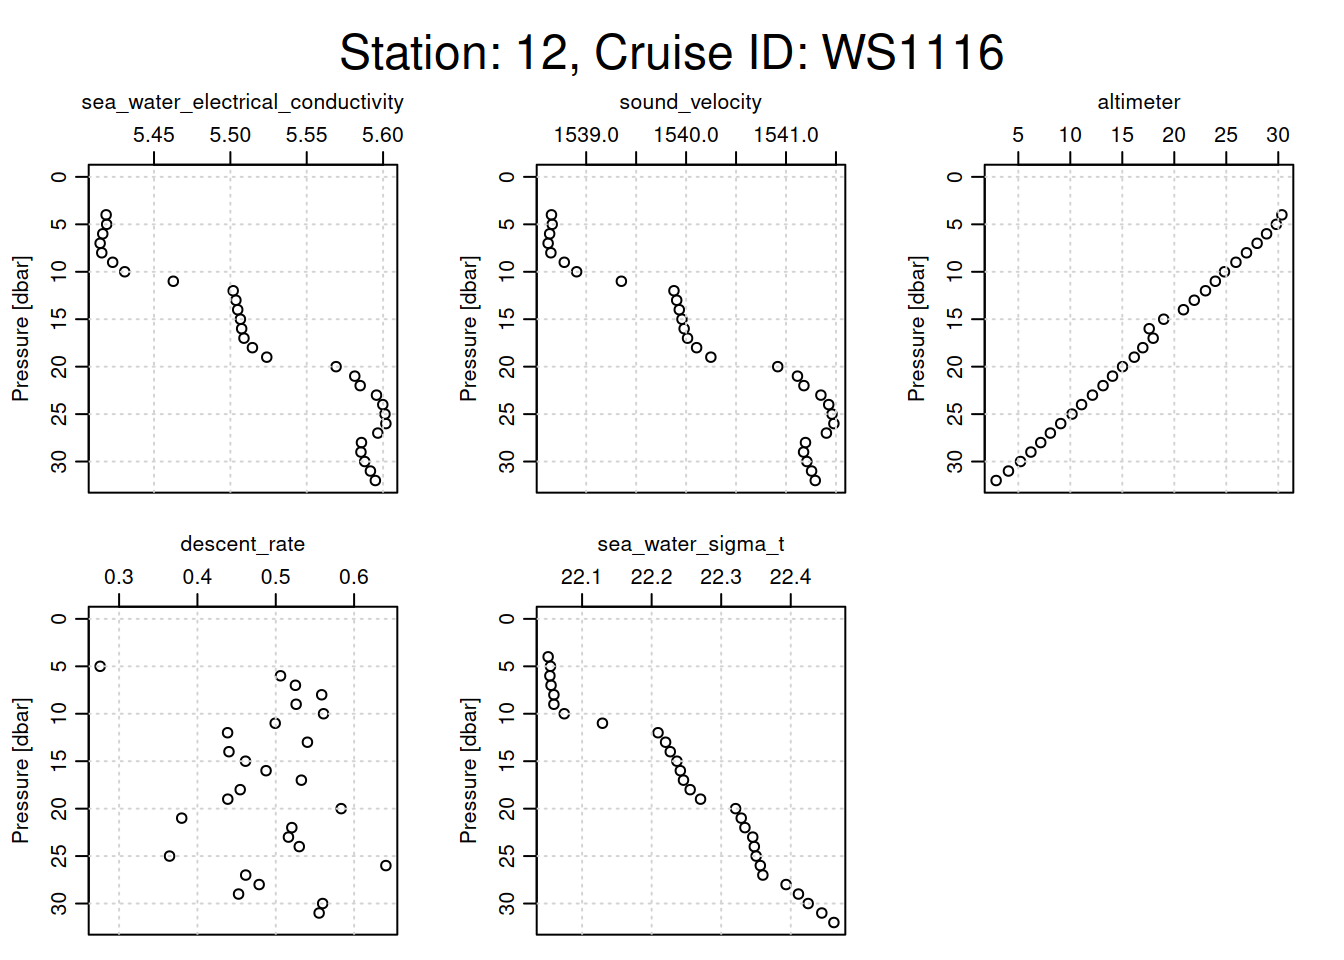 Station: 12, Cruise ID: WS1116
sea_water_electrical_conductivity
5.45 5.50 5.55 5.60
Pressure [dbar]
0 5 10 15 20 25 30
sound_velocity
1539.0 1540.0 1541.0
Pressure [dbar]
0 5 10 15 20 25 30
altimeter
5 10 15 20 25 30
Pressure [dbar]
0 5 10 15 20 25 30
descent_rate
0.3 0.4 0.5 0.6
Pressure [dbar]
0 5 10 15 20 25 30
sea_water_sigma_t
22.1 22.2 22.3 22.4
Pressure [dbar]
0 5 10 15 20 25 30